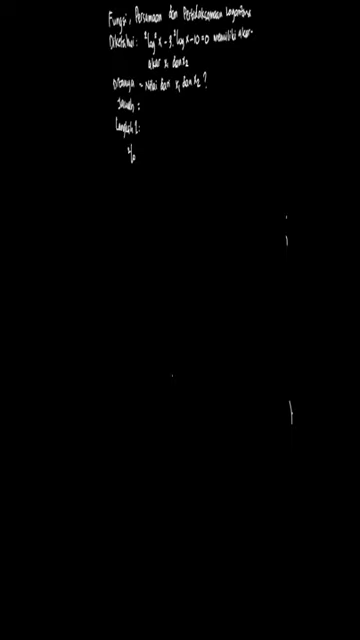 Fungsi, Persamaan dan Pertidaksamaan Logaritma
Diketahui: ²log² x - 3.²log x - 10 = 0 memiliki akar-
akar x₁ dan x₂
Ditanya - Nilai dari x₁ dan x₂ ?
Jawab :
Langkah 1:
²lo